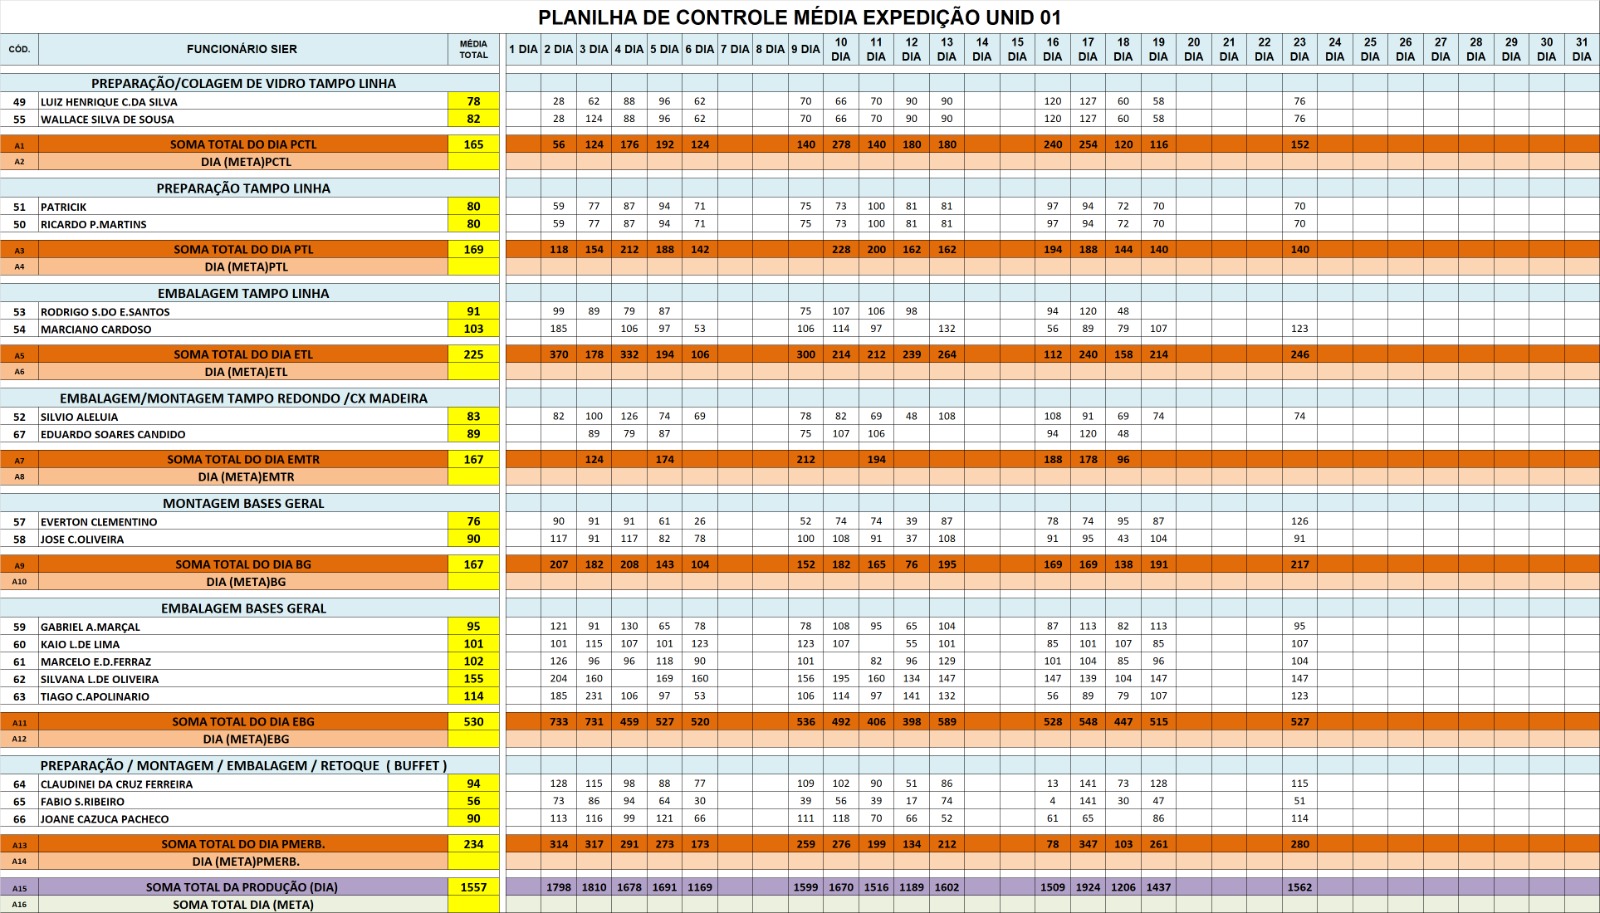 PLANILHA DE CONTROLE MÉDIA EXPEDIÇÃO UNID 01
CÓD. FUNCIONÁRIO SIER MÉDIA TOTAL 1 DIA 2 DIA 3 DIA 4 DIA 5 DIA 6 DIA 7 DIA 8 DIA 9 DIA 10 DIA 11 DIA 12 DIA 13 DIA 14 DIA 15 DIA 16 DIA 17 DIA 18 DIA 19 DIA 20 DIA 21 DIA 22 DIA 23 DIA 24 DIA 25 DIA 26 DIA 27 DIA 28 DIA 29 DIA 30 DIA 31 DIA
PREPARAÇÃO/COLAGEM DE VIDRO TAMPO LINHA
49 LUIZ HENRIQUE C.DA SILVA 78 28 62 88 96 62 70 66 70 90 90 120 127 60 58 76
55 WALLACE SILVA DE SOUSA 82 28 124 88 96 62 70 66 70 90 90 120 127 60 58 76
A1 SOMA TOTAL DO DIA PCTL 165 56 124 176 192 124 140 278 140 180 180 240 254 120 116 152
A2 DIA (META)PCTL
PREPARAÇÃO TAMPO LINHA
51 PATRICIK 80 59 77 87 94 71 75 73 100 81 81 97 94 72 70 70
50 RICARDO P.MARTINS 80 59 77 87 94 71 75 73 100 81 81 97 94 72 70 70
A3 SOMA TOTAL DO DIA PTL 169 118 154 212 188 142 228 200 162 162 194 188 144 140 140
A4 DIA (META)PTL
EMBALAGEM TAMPO LINHA
53 RODRIGO S.DO E.SANTOS 91 99 89 79 87 75 107 106 98 94 120 48
54 MARCIANO CARDOSO 103 185 106 97 53 106 114 97 132 56 89 79 107 123
A5 SOMA TOTAL DO DIA ETL 225 370 178 332 194 106 300 214 212 239 264 112 240 158 214 246
A6 DIA (META)ETL
EMBALAGEM/MONTAGEM TAMPO REDONDO /CX MADEIRA
52 SILVIO ALELUIA 83 82 100 126 74 69 78 82 69 48 108 108 91 69 74 74
67 EDUARDO SOARES CANDIDO 89 89 79 87 75 107 106 94 120 48
A7 SOMA TOTAL DO DIA EMTR 167 124 174 212 194 188 178 96
A8 DIA (META)EMTR
MONTAGEM BASES GERAL
57 EVERTON CLEMENTINO 76 90 91 91 61 26 52 74 74 39 87 78 74 95 87 126
58 JOSE C.OLIVEIRA 90 117 91 117 82 78 100 108 91 37 108 91 95 43 104 91
A9 SOMA TOTAL DO DIA BG 167 207 182 208 143 104 152 182 165 76 195 169 169 138 191 217
A10 DIA (META)BG
EMBALAGEM BASES GERAL
59 GABRIEL A.MARÇAL 95 121 91 130 65 78 78 108 95 65 104 87 113 82 113 95
60 KAIO L.DE LIMA 101 101 115 107 101 123 123 107 55 101 85 101 107 85 107
61 MARCELO E.D.FERRAZ 102 126 96 96 118 90 101 82 96 129 101 104 85 96 104
62 SILVANA L.DE OLIVEIRA 155 204 160 169 160 156 195 160 134 147 147 139 104 147 147
63 TIAGO C.APOLINARIO 114 185 231 106 97 53 106 114 97 141 132 56 89 79 107 123
A11 SOMA TOTAL DO DIA EBG 530 733 731 459 527 520 536 492 406 398 589 528 548 447 515 527
A12 DIA (META)EBG
PREPARAÇÃO / MONTAGEM / EMBALAGEM / RETOQUE ( BUFFET )
64 CLAUDINEI DA CRUZ FERREIRA 94 128 115 98 88 77 109 102 90 51 86 13 141 73 128 115
65 FABIO S.RIBEIRO 56 73 86 94 64 30 39 56 39 17 74 4 141 30 47 51
66 JOANE CAZUCA PACHECO 90 113 116 99 121 66 111 118 70 66 52 61 65 86 114
A13 SOMA TOTAL DO DIA PMERB. 234 314 317 291 273 173 259 276 199 134 212 78 347 103 261 280
A14 DIA (META)PMERB.
A15 SOMA TOTAL DA PRODUÇÃO (DIA) 1557 1798 1810 1678 1691 1169 1599 1670 1516 1189 1602 1509 1924 1206 1437 1562
A16 SOMA TOTAL DIA (META)